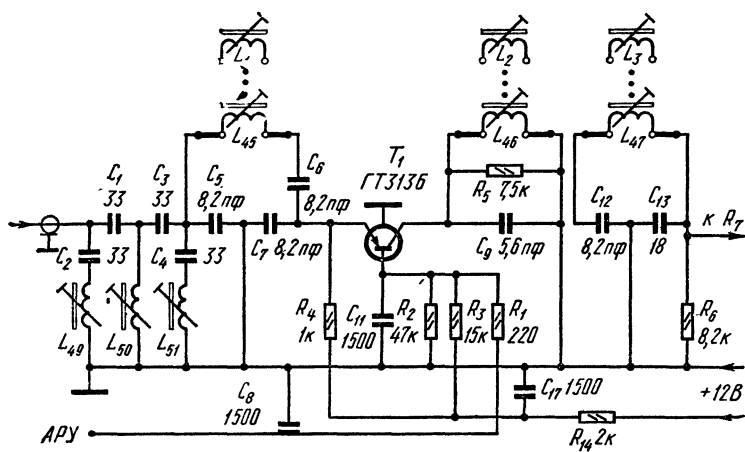 L₁
L₂
L₃
L₄₅
L₄₆
L₄₇
T₁
ГТ313Б
C₁
33
C₃
33
C₅
8,2пф
C₆
8,2пф
R₅ 7,5к
C₁₂
8,2пф
C₁₃
18
к R₇
C₂
33
C₄
33
C₇
8,2пф
C₉ 5,6пф
L₄₉
L₅₀
L₅₁
R₄
1к
C₁₁
1500
R₂
47к
R₃
15к
R₁
220
R₆
8,2к
C₈
1500
C₁₇ 1500
+12В
АРУ
R₁₄ 2к